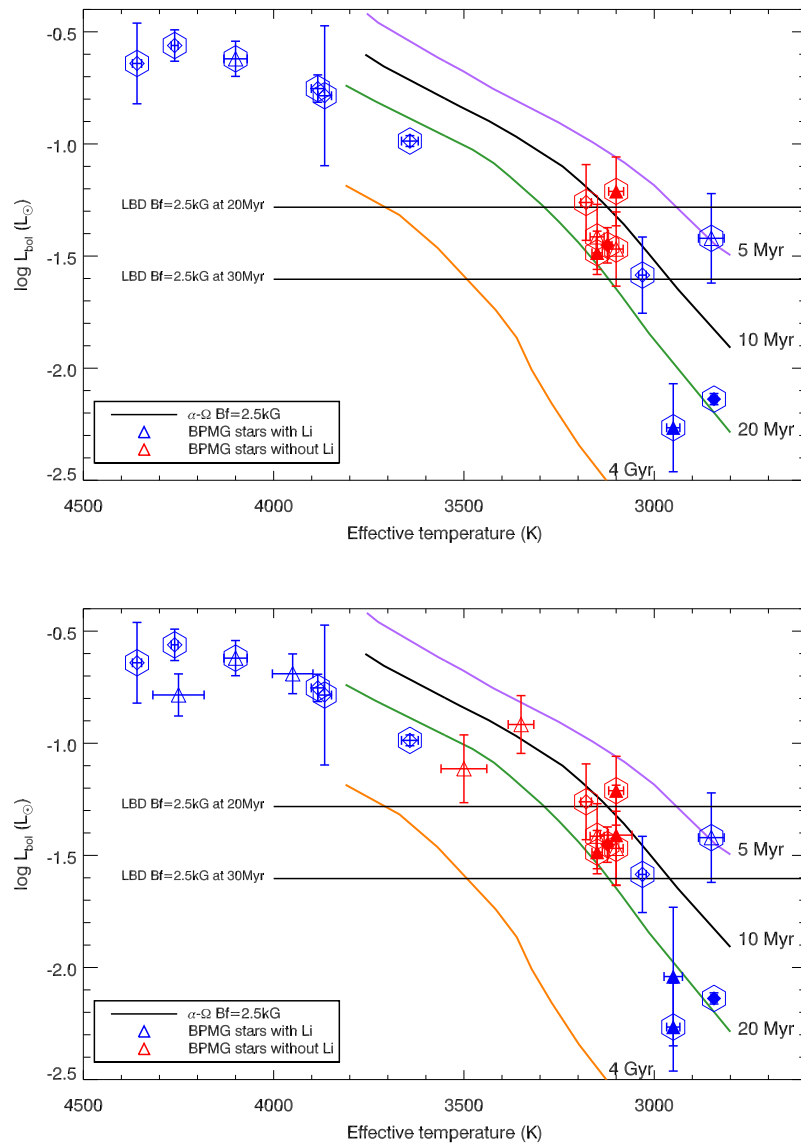 -0.5
-1.0
LBD Bf=2.5kG at 20Myr
log L_bol (L_☉)
-1.5
5 Myr
LBD Bf=2.5kG at 30Myr
10 Myr
-2.0
α-Ω Bf=2.5kG
BPMG stars with Li
20 Myr
BPMG stars without Li
4 Gyr
-2.5
4500 4000 3500 3000
Effective temperature (K)
-0.5
-1.0
LBD Bf=2.5kG at 20Myr
log L_bol (L_☉)
-1.5
5 Myr
LBD Bf=2.5kG at 30Myr
10 Myr
-2.0
α-Ω Bf=2.5kG
BPMG stars with Li
20 Myr
BPMG stars without Li
4 Gyr
-2.5
4500 4000 3500 3000
Effective temperature (K)